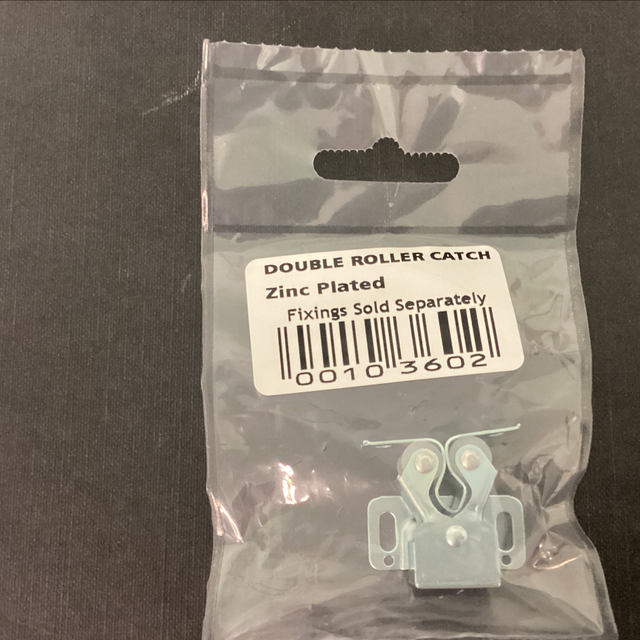 DOUBLE ROLLER CATCH
Zinc Plated
Fixings Sold Separately
0010 3602